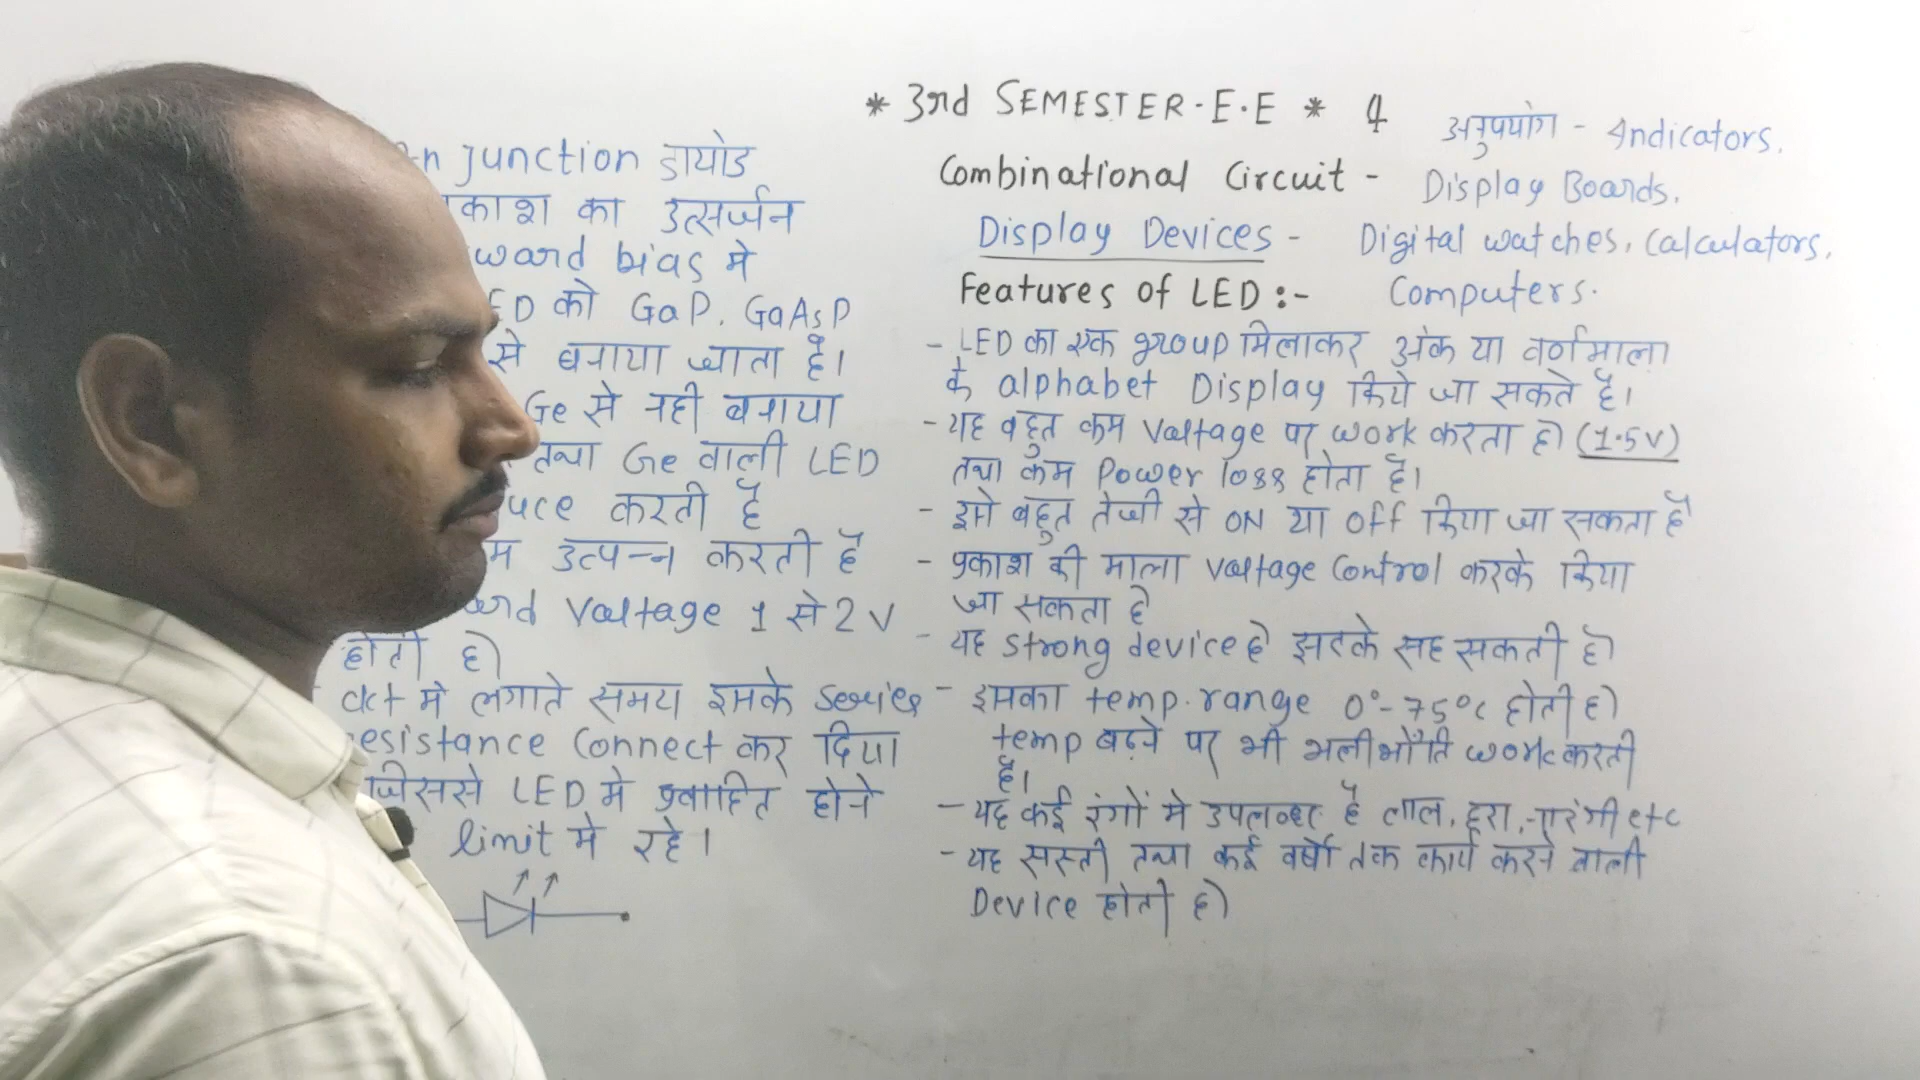 * 3rd SEMESTER-E.E * 4
Combinational Circuit -
Display Devices -
Features of LED :-
अनुपयोग - Indicators,
Display Boards,
Digital watches, Calculators,
Computers.
- LED का एक group मिलाकर अंक या वर्णमाला
के alphabet Display किये जा सकते है।
- यह बहुत कम Voltage पर work करता है (1.5V)
तथा कम Power loss होता है।
- इसे बहुत तेजी से ON या OFF किया जा सकता है
- प्रकाश की माला Voltage Control करके किया
जा सकता है
- यह strong device है झटके सह सकती है
- इसका temp. range 0°-75°C होती है
temp बढ़ने पर भी भलीभाँति work करती
है।
- यह कई रंगों मे उपलब्ध है लाल, हरा, नारंगी etc
- यह सस्ती तथा कई वर्षो तक कार्य करने वाली
Device होती है
n junction डायोड
काश का उत्सर्जन
ward bias मे
ED को GaP, GaAsP
से बनाया जाता है।
Ge से नही बनाया
तथा Ge वाली LED
uce करती है
म उत्पन्न करती है
Voltage 1 से 2 V
होती है
ckt मे लगाते समय इसके series
esistance Connect कर दिया
जिससे LED मे प्रवाहित होने
limit मे रहे।